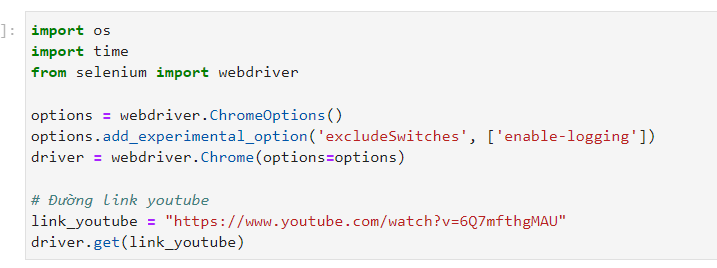 ]:
import os
import time
from selenium import webdriver
options = webdriver.ChromeOptions()
options.add_experimental_option('excludeSwitches', ['enable-logging'])
driver = webdriver.Chrome(options=options)
# Đường link youtube
link_youtube = "https://www.youtube.com/watch?v=6Q7mfthgMAU"
driver.get(link_youtube)